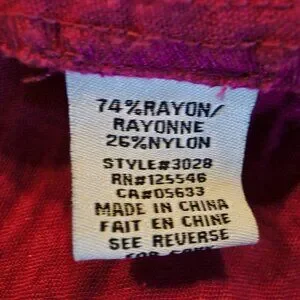 74%RAYON/
RAYONNE
26%NYLON
STYLE#3028
RN#125546
CA#05633
MADE IN CHINA
FAIT EN CHINE
SEE REVERSE
FOR